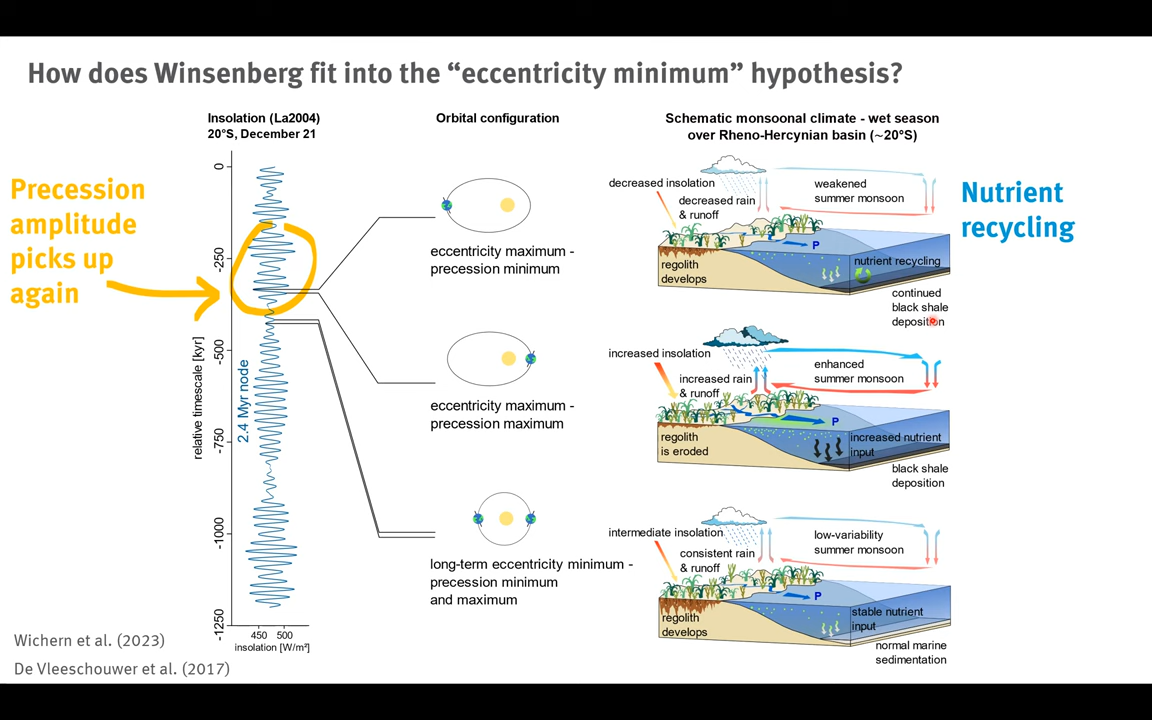 How does Winsenberg fit into the “eccentricity minimum” hypothesis?
Insolation (La2004)
20°S, December 21
Orbital configuration
Schematic monsoonal climate - wet season
over Rheno-Hercynian basin (~20°S)
Precession
amplitude
picks up
again
relative timescale [kyr]
0
-250
-500
-750
-1000
-1250
2.4 Myr node
450 500
insolation [W/m²]
eccentricity maximum -
precession minimum
eccentricity maximum -
precession maximum
long-term eccentricity minimum -
precession minimum
and maximum
decreased insolation
decreased rain
& runoff
weakened
summer monsoon
P
regolith
develops
nutrient recycling
continued
black shale
deposition
Nutrient
recycling
increased insolation
increased rain
& runoff
enhanced
summer monsoon
P
regolith
is eroded
increased nutrient
input
black shale
deposition
intermediate insolation
consistent rain
& runoff
low-variability
summer monsoon
P
regolith
develops
stable nutrient
input
normal marine
sedimentation
Wichern et al. (2023)
De Vleeschouwer et al. (2017)